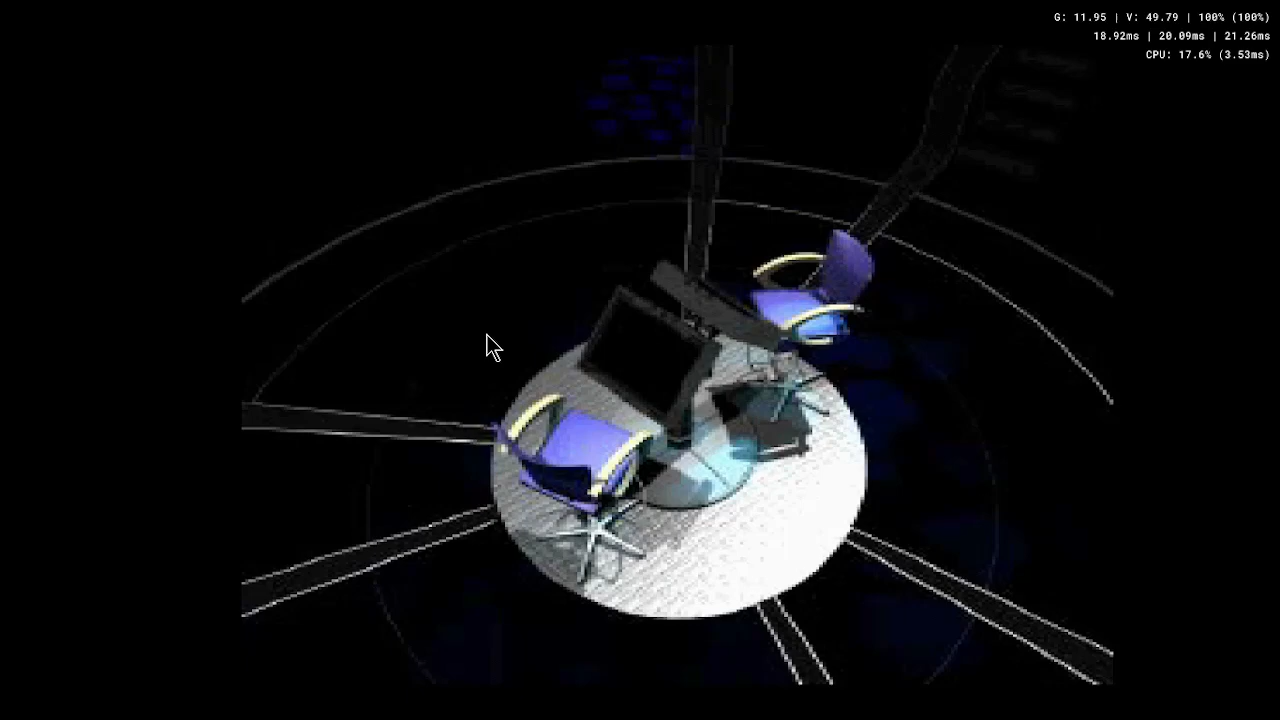 G: 11.95 | V: 49.79 | 100% (100%)
18.92ms | 20.09ms | 21.26ms
CPU: 17.6% (3.53ms)